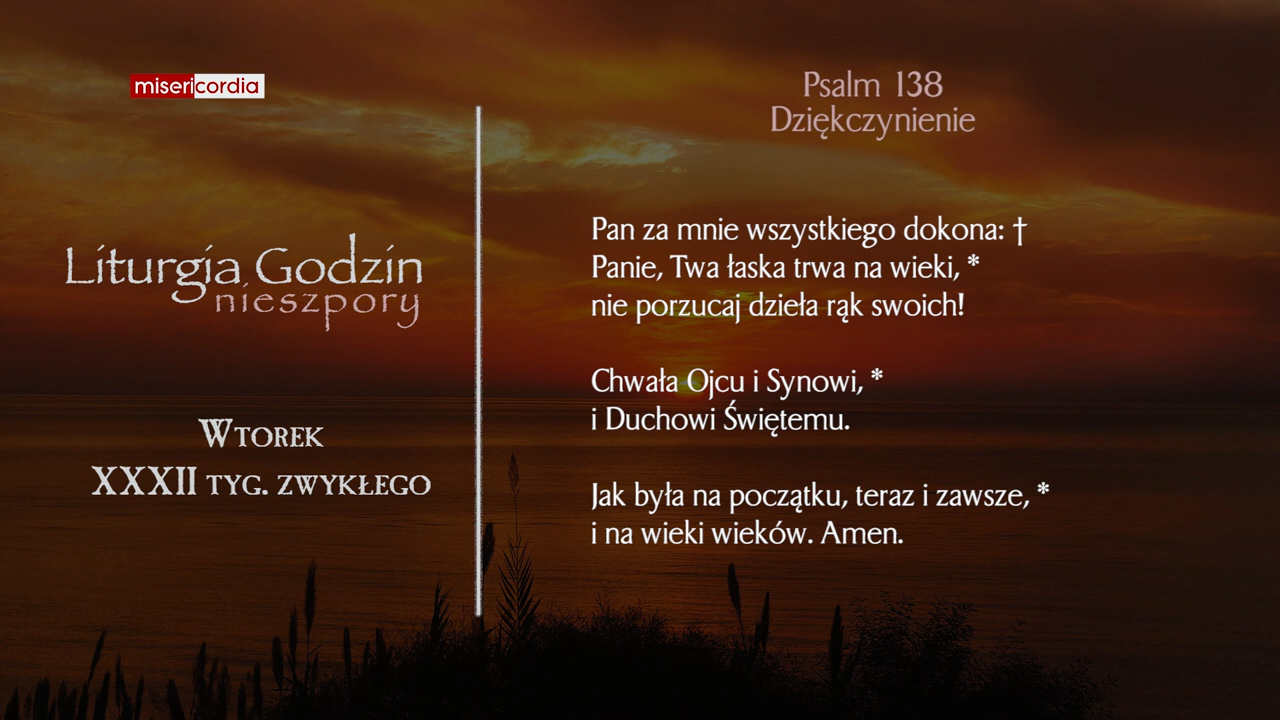 misericordia
Liturgia Godzin
nieszpory
Wtorek
XXXII tyg. zwykłego
Psalm 138
Dziękczynienie
Pan za mnie wszystkiego dokona: †
Panie, Twa łaska trwa na wieki, *
nie porzucaj dzieła rąk swoich!
Chwała Ojcu i Synowi, *
i Duchowi Świętemu.
Jak była na początku, teraz i zawsze, *
i na wieki wieków. Amen.